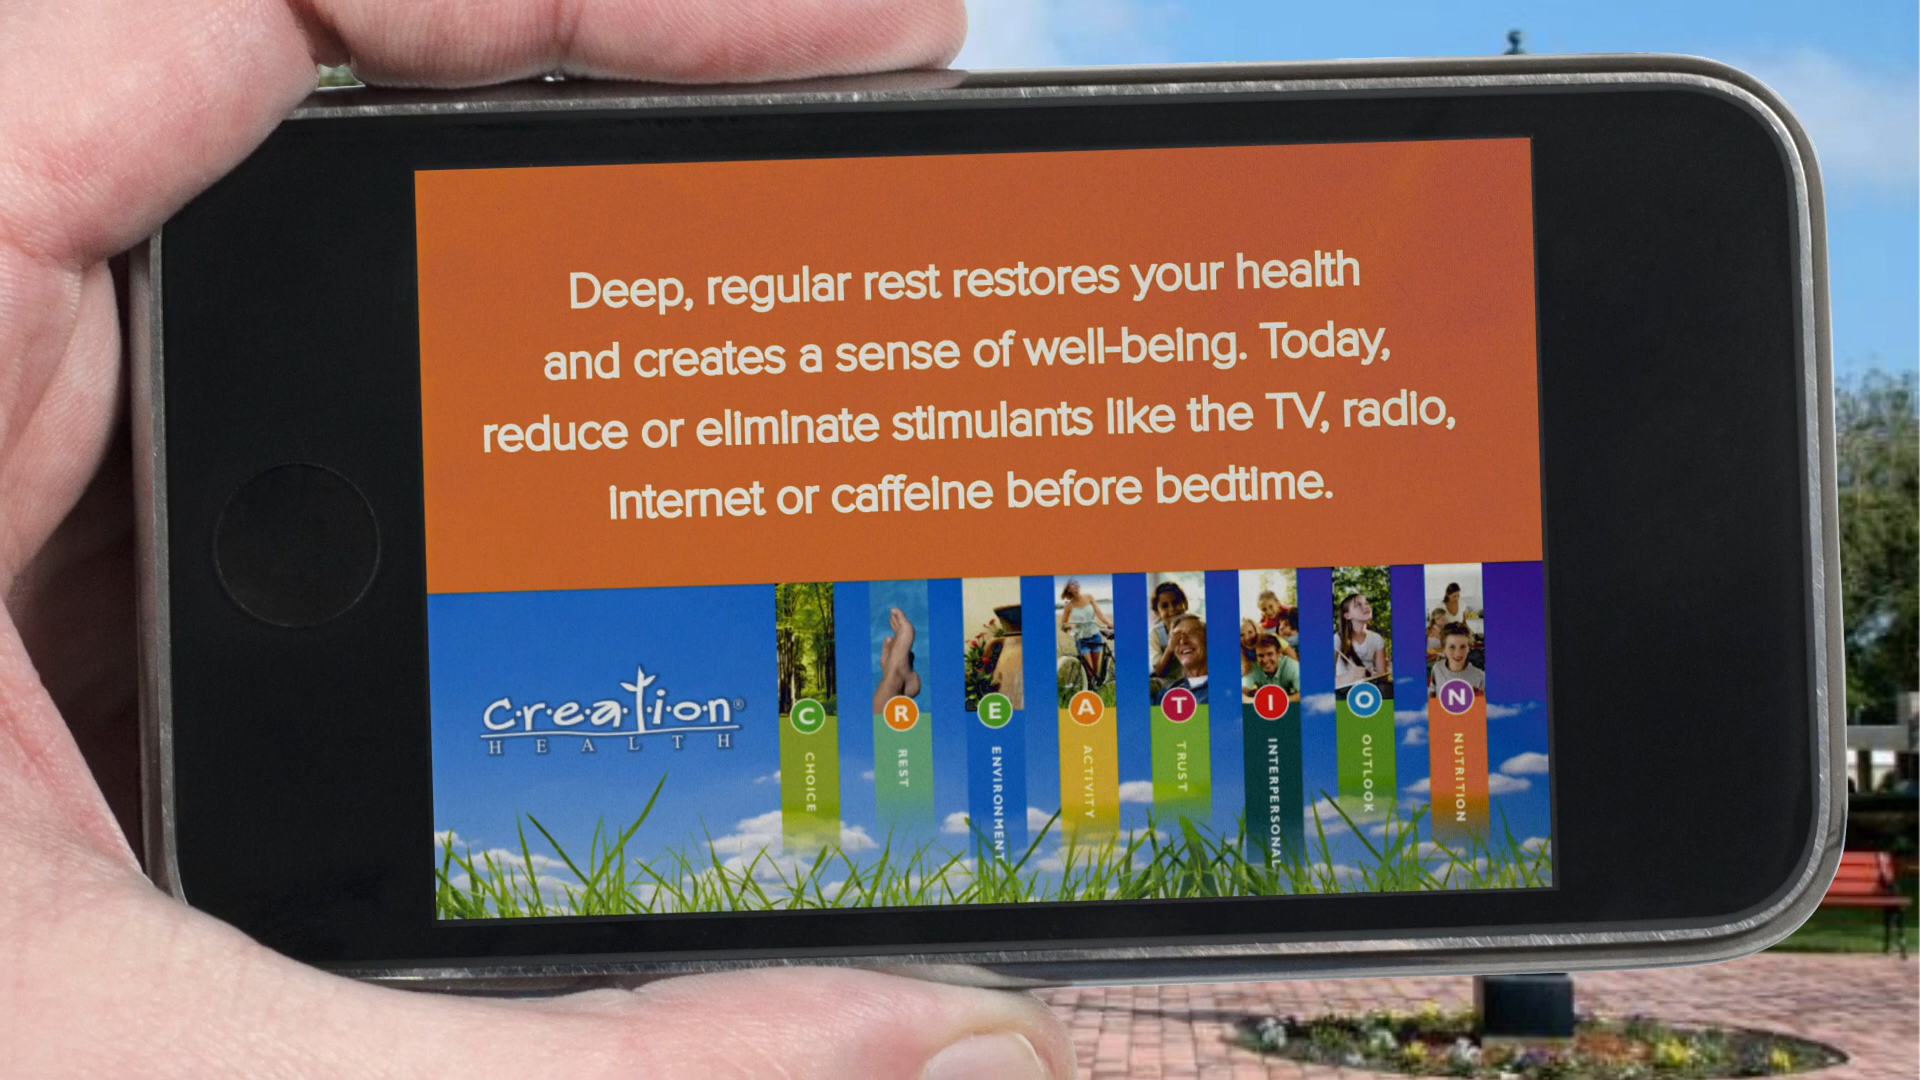 Deep, regular rest restores your health
and creates a sense of well-being. Today,
reduce or eliminate stimulants like the TV, radio,
internet or caffeine before bedtime.
c·r·e·a·t·i·o·n®
HEALTH
C
CHOICE
R
REST
E
ENVIRONMENT
A
ACTIVITY
T
TRUST
I
INTERPERSONAL
O
OUTLOOK
N
NUTRITION